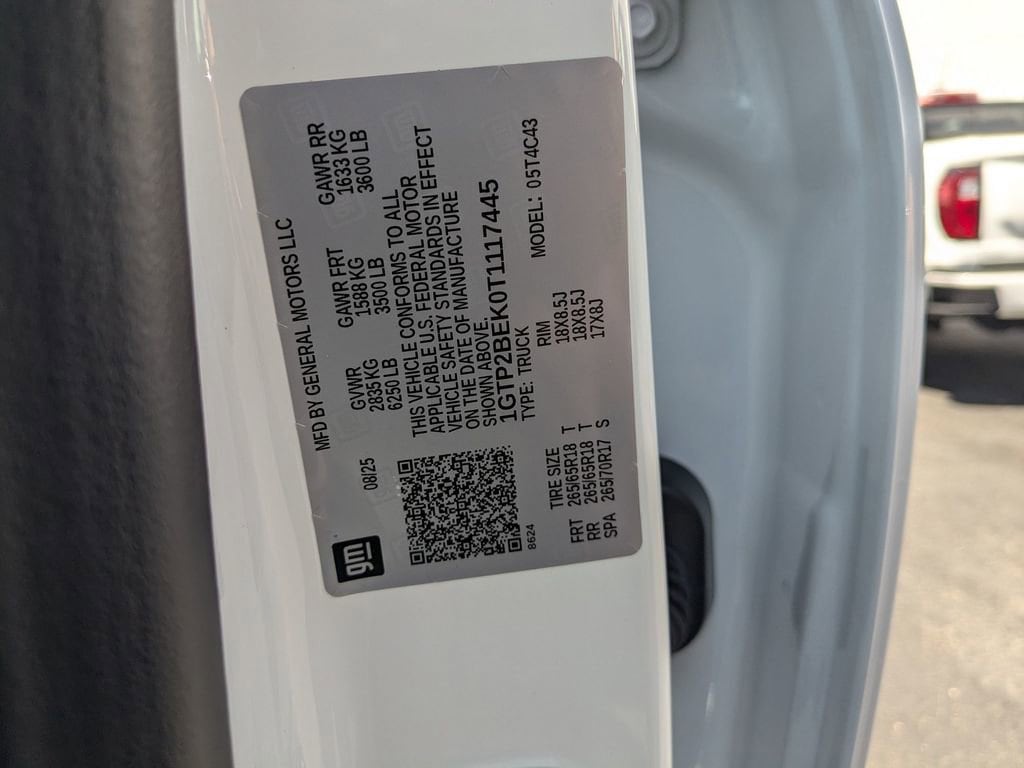 gm
MFD BY GENERAL MOTORS LLC
08/25
GVWR GAWR FRT GAWR RR
2835 KG 1588 KG 1633 KG
6250 LB 3500 LB 3600 LB
THIS VEHICLE CONFORMS TO ALL
APPLICABLE U.S. FEDERAL MOTOR
VEHICLE SAFETY STANDARDS IN EFFECT
ON THE DATE OF MANUFACTURE
SHOWN ABOVE.
1GTP2BEK0T1117445
TYPE: TRUCK MODEL: 05T4C43
8624
TIRE SIZE RIM
FRT 265/65R18 T 18X8.5J
RR 265/65R18 T 18X8.5J
SPA 265/70R17 S 17X8J